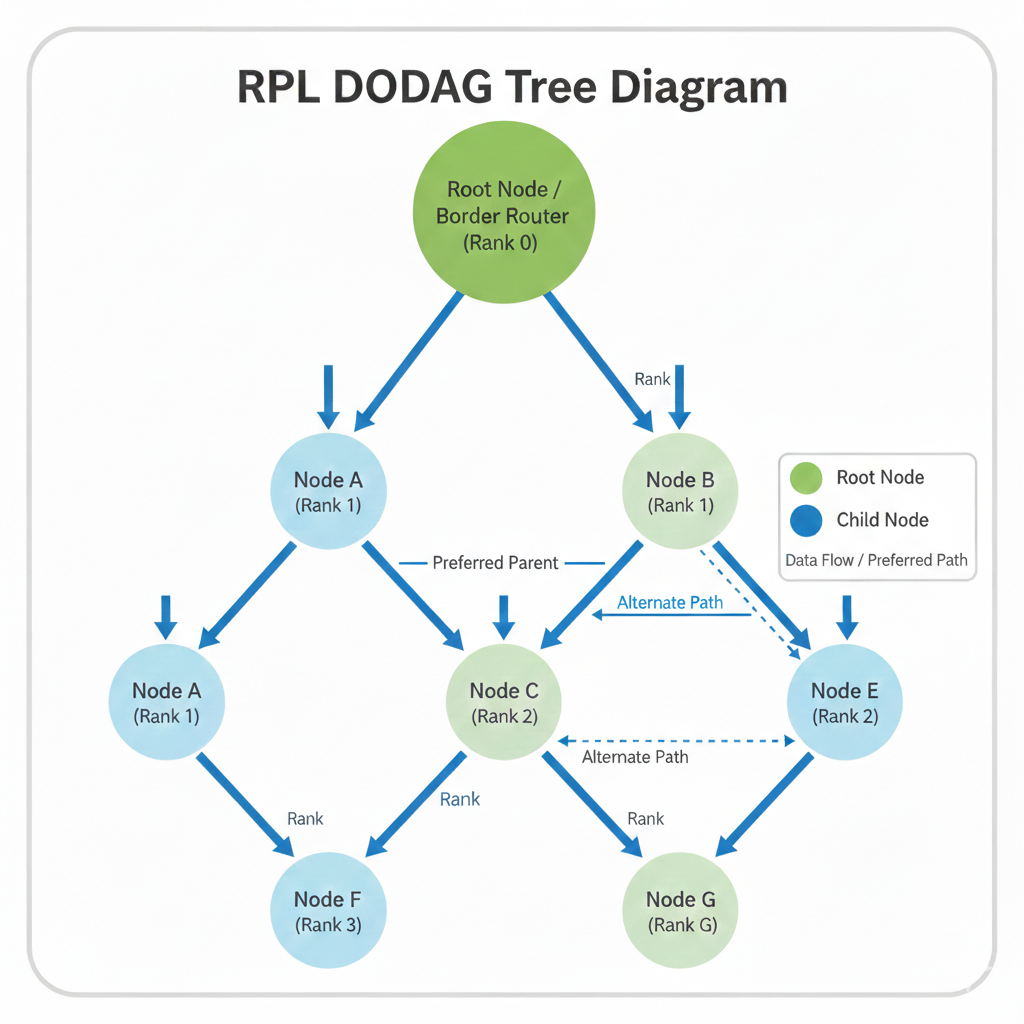 RPL DODAG Tree Diagram
Root Node /
Border Router
(Rank 0)
Rank
Node A
(Rank 1)
Node B
(Rank 1)
Root Node
Child Node
Data Flow / Preferred Path
Preferred Parent
Alternate Path
Node A
(Rank 1)
Node C
(Rank 2)
Node E
(Rank 2)
Alternate Path
Rank
Rank
Rank
Node F
(Rank 3)
Node G
(Rank G)